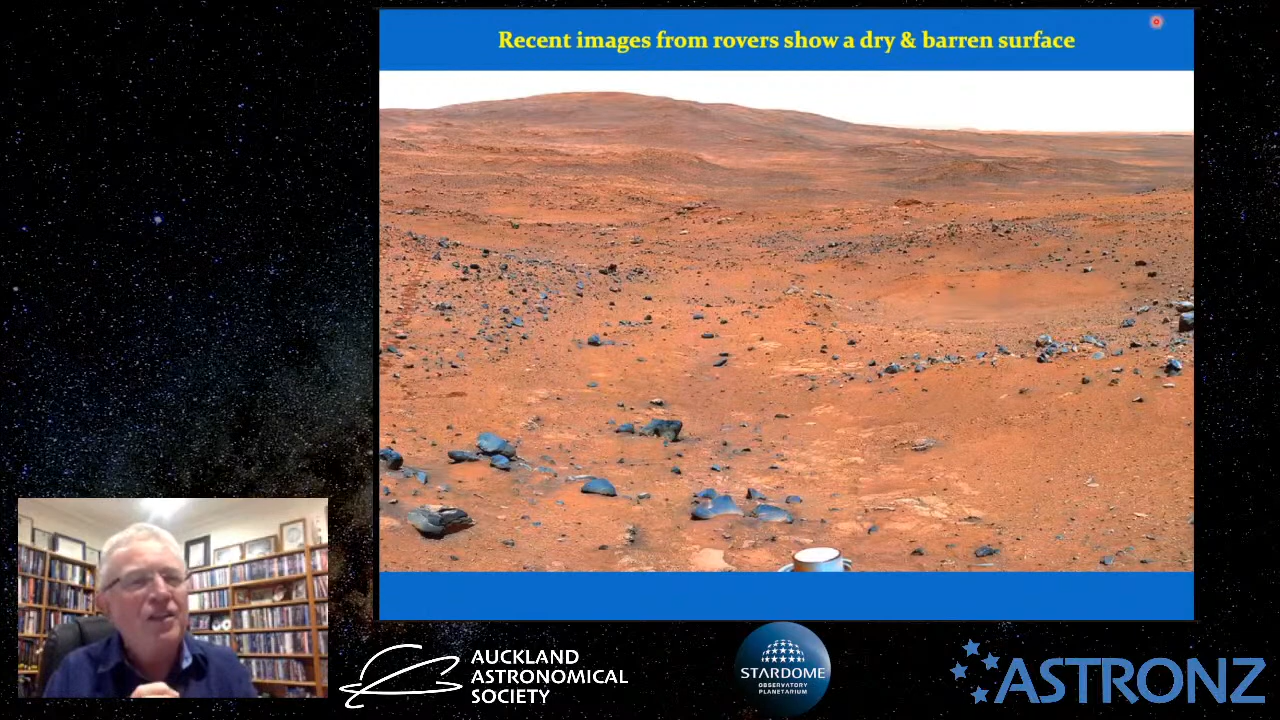 Recent images from rovers show a dry & barren surface
AUCKLAND
ASTRONOMICAL
SOCIETY
STARDOME
OBSERVATORY
PLANETARIUM
ASTRONZ